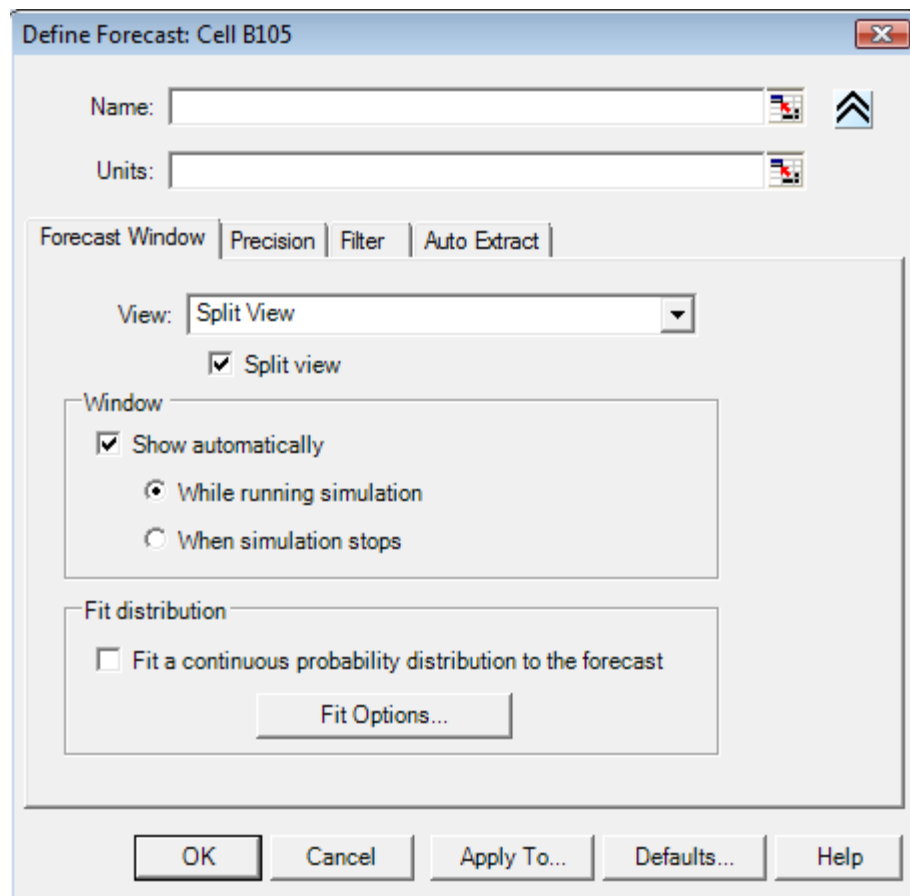 Define Forecast: Cell B105
Name:
Units:
Forecast Window Precision Filter Auto Extract
View: Split View
Split view
Window
Show automatically
While running simulation
When simulation stops
Fit distribution
Fit a continuous probability distribution to the forecast
Fit Options...
OK Cancel Apply To... Defaults... Help